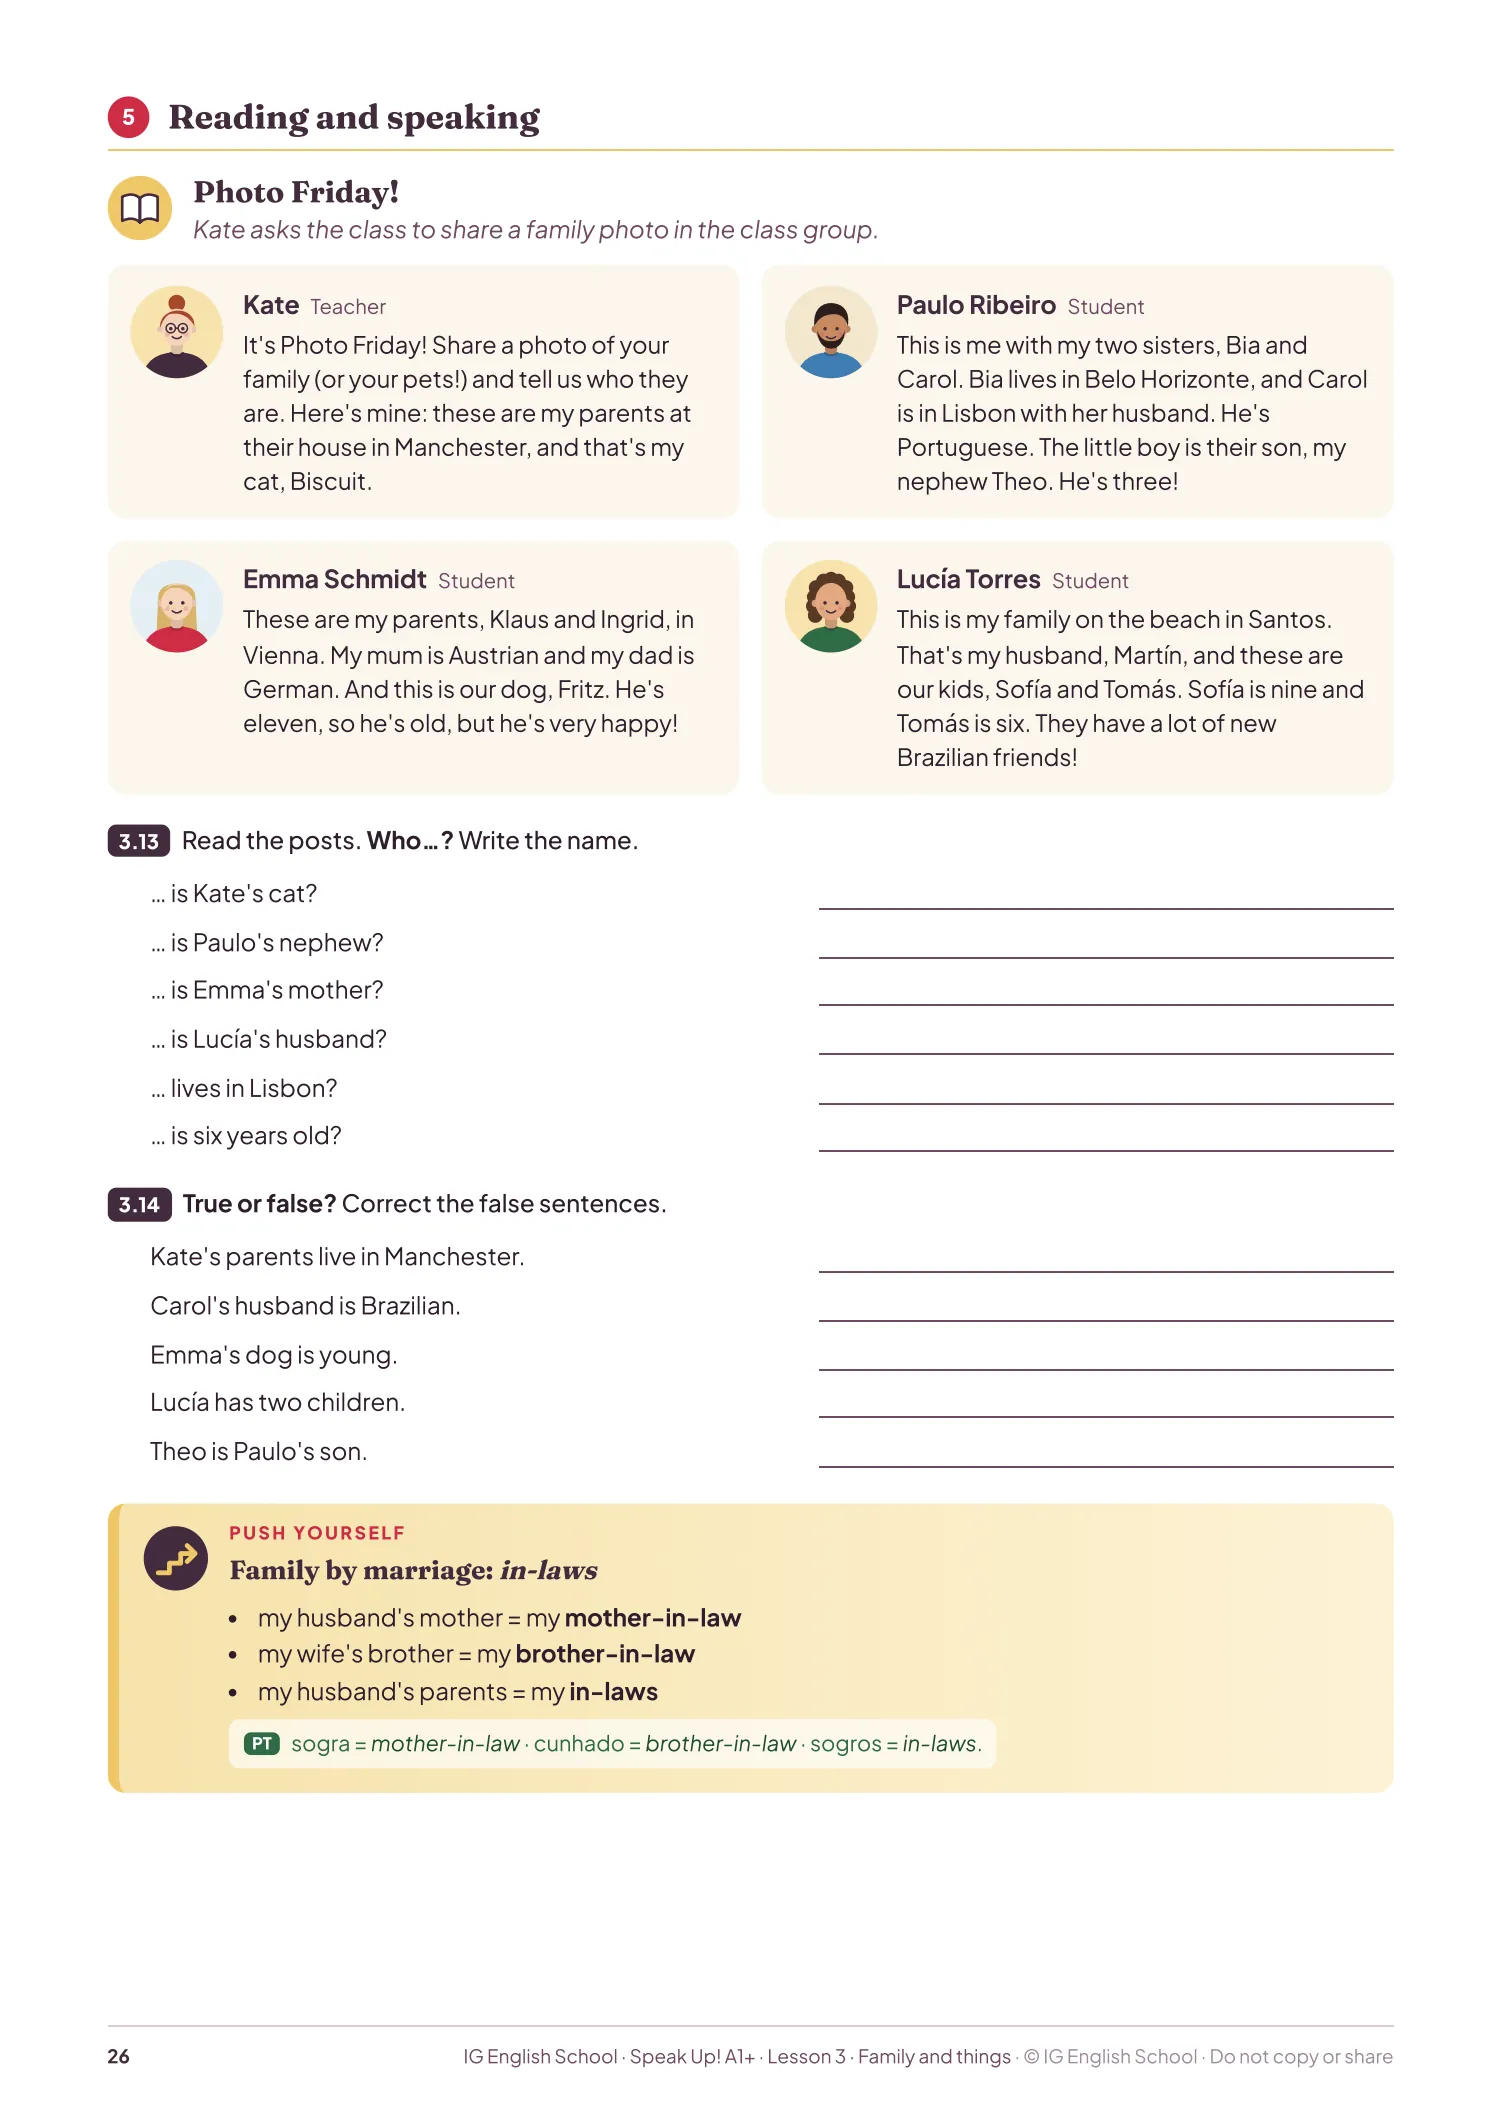 5 Reading and speaking
Photo Friday!
Kate asks the class to share a family photo in the class group.
Kate Teacher
It's Photo Friday! Share a photo of your
family (or your pets!) and tell us who they
are. Here's mine: these are my parents at
their house in Manchester, and that's my
cat, Biscuit.
Paulo Ribeiro Student
This is me with my two sisters, Bia and
Carol. Bia lives in Belo Horizonte, and Carol
is in Lisbon with her husband. He's
Portuguese. The little boy is their son, my
nephew Theo. He's three!
Emma Schmidt Student
These are my parents, Klaus and Ingrid, in
Vienna. My mum is Austrian and my dad is
German. And this is our dog, Fritz. He's
eleven, so he's old, but he's very happy!
Lucía Torres Student
This is my family on the beach in Santos.
That's my husband, Martín, and these are
our kids, Sofía and Tomás. Sofía is nine and
Tomás is six. They have a lot of new
Brazilian friends!
3.13 Read the posts. Who…? Write the name.
… is Kate's cat?
… is Paulo's nephew?
… is Emma's mother?
… is Lucía's husband?
… lives in Lisbon?
… is six years old?
3.14 True or false? Correct the false sentences.
Kate's parents live in Manchester.
Carol's husband is Brazilian.
Emma's dog is young.
Lucía has two children.
Theo is Paulo's son.
PUSH YOURSELF
Family by marriage: in-laws
• my husband's mother = my mother-in-law
• my wife's brother = my brother-in-law
• my husband's parents = my in-laws
PT sogra = mother-in-law · cunhado = brother-in-law · sogros = in-laws.
26 IG English School · Speak Up! A1+ · Lesson 3 · Family and things · © IG English School · Do not copy or share